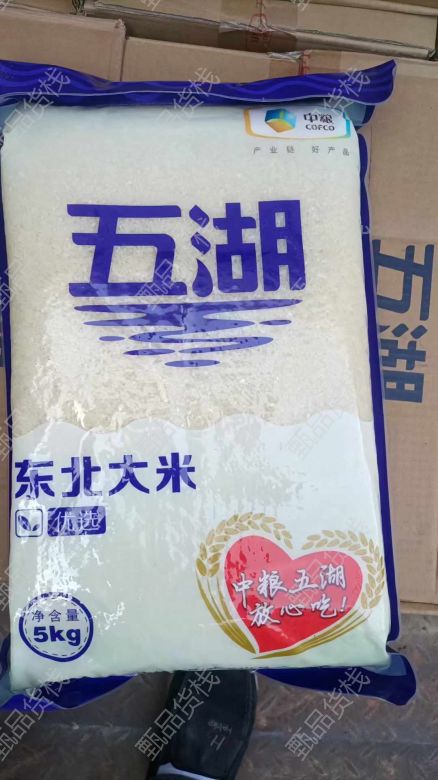 中粮
COFCO
产业链 好产品
五湖
东北大米
优选
净含量
5kg
中粮五湖
放心吃!
五湖
甄品货栈